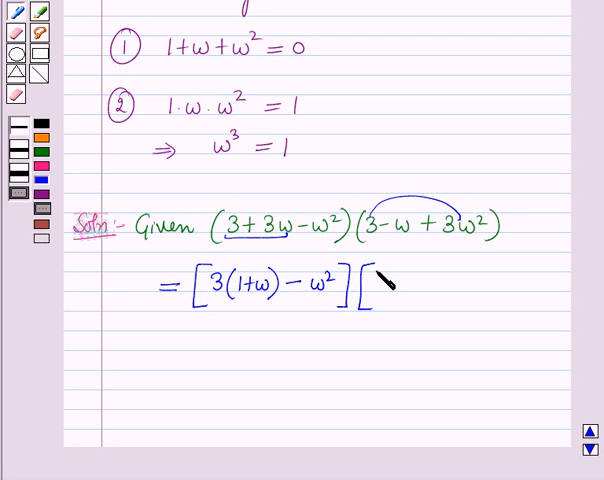 ① 1+ω+ω² = 0
② 1·ω·ω² = 1
⇒ ω³ = 1
Soln:- Given (3+3ω-ω²)(3-ω+3ω²)
= [3(1+ω)-ω²][